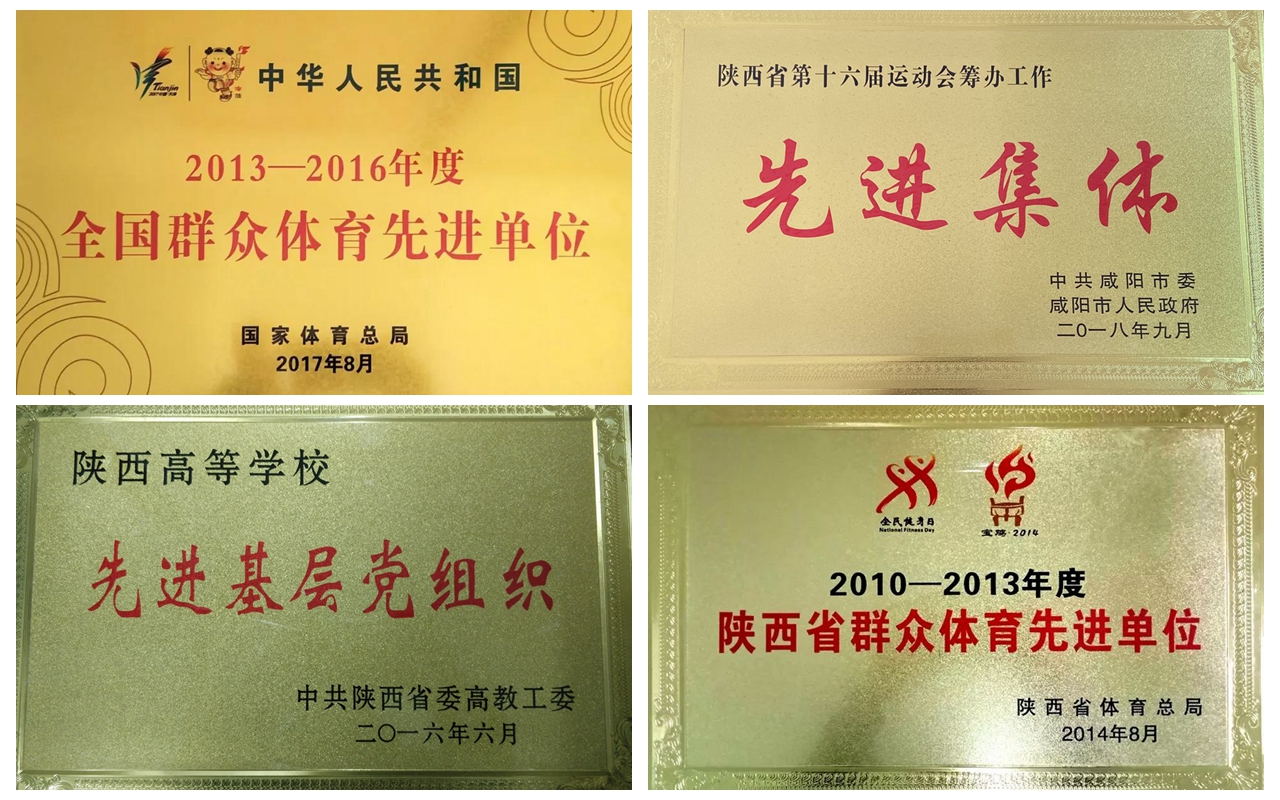 Tianjin
中华人民共和国
2013—2016年度
全国群众体育先进单位
国家体育总局
2017年8月
陕西省第十六届运动会筹办工作
先进集体
中共咸阳市委
咸阳市人民政府
二〇一八年九月
陕西高等学校
先进基层党组织
中共陕西省委高教工委
二〇一六年六月
全民健身日
National Fitness Day
宝鸡·2014
2010—2013年度
陕西省群众体育先进单位
陕西省体育总局
2014年8月